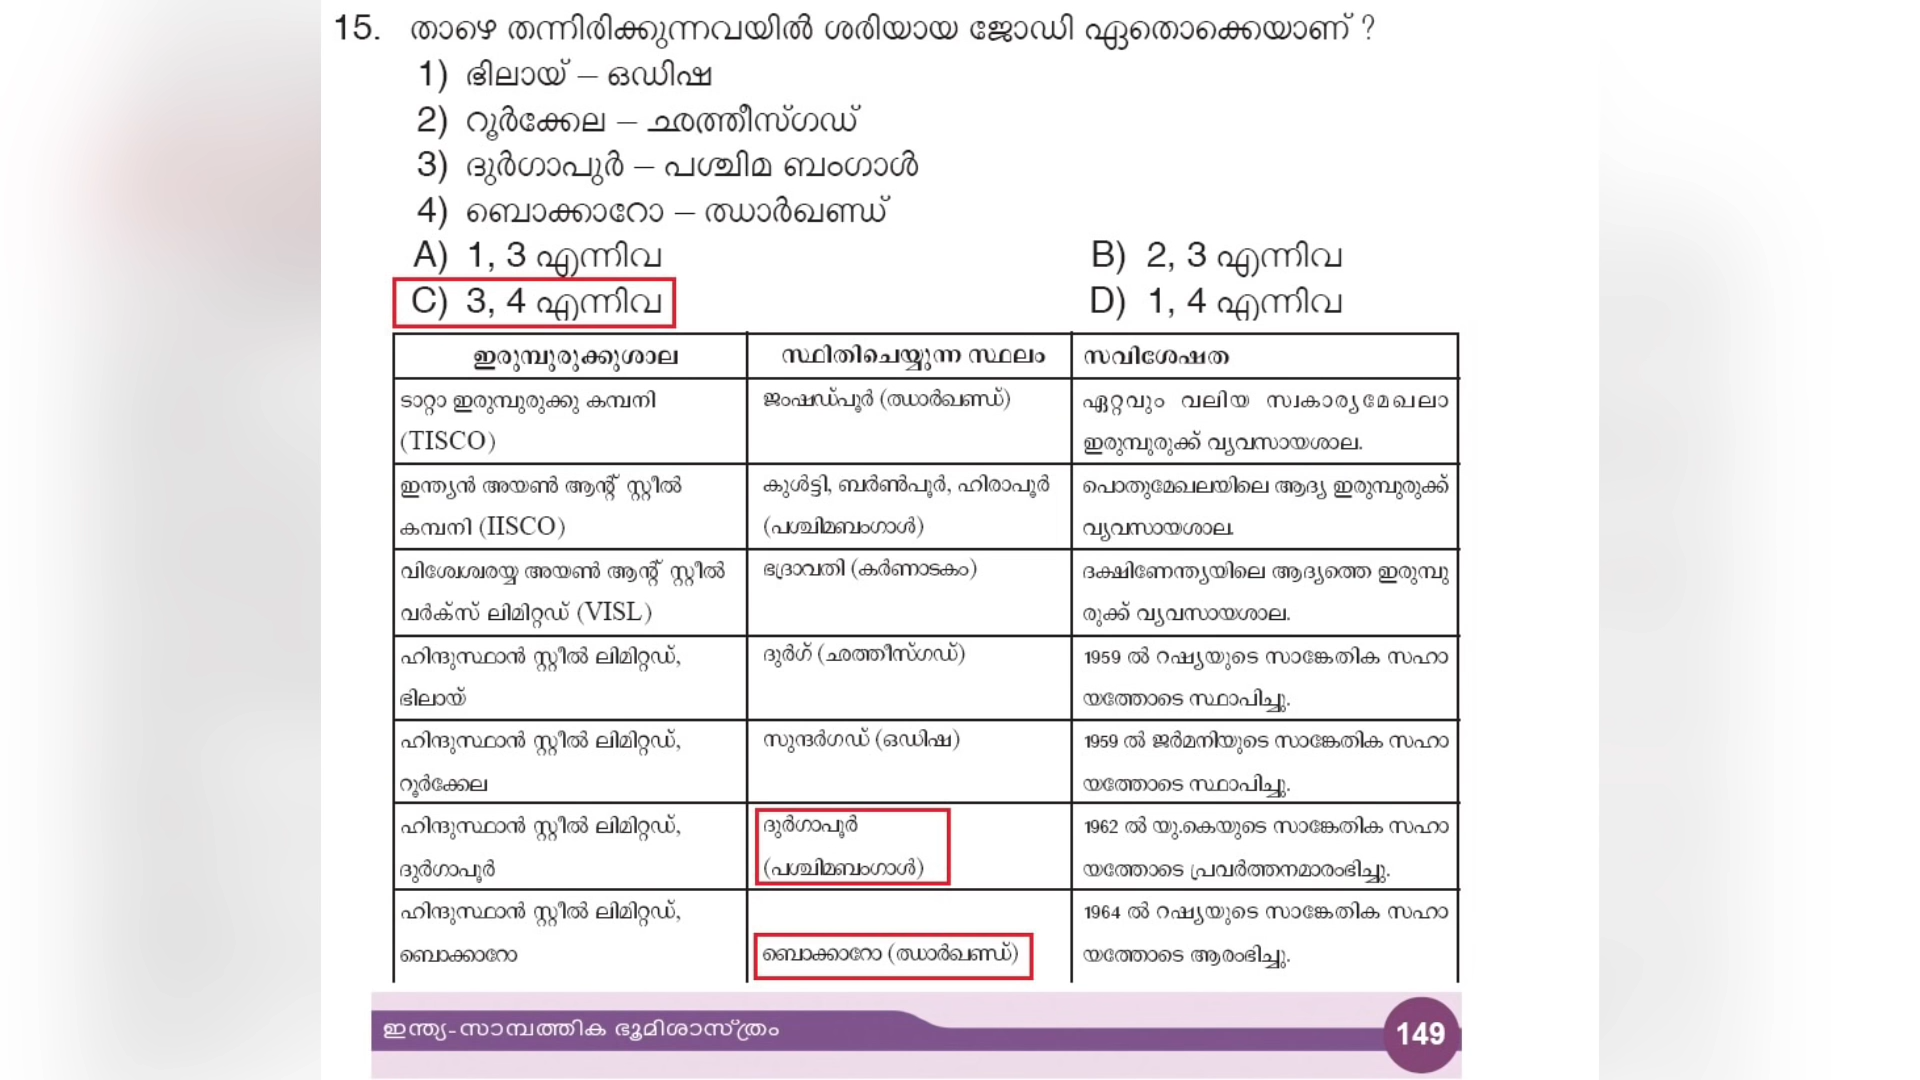 15. താഴെ തന്നിരിക്കുന്നവയിൽ ശരിയായ ജോഡി ഏതൊക്കെയാണ് ?
1) ഭിലായ് – ഒഡിഷ
2) റൂർക്കേല – ഛത്തീസ്ഗഡ്
3) ദുർഗാപുർ – പശ്ചിമ ബംഗാൾ
4) ബൊക്കാറോ – ഝാർഖണ്ഡ്
A) 1, 3 എന്നിവ B) 2, 3 എന്നിവ
C) 3, 4 എന്നിവ D) 1, 4 എന്നിവ
ഇരുമ്പുരുക്കുശാല സ്ഥിതിചെയ്യുന്ന സ്ഥലം സവിശേഷത
ടാറ്റാ ഇരുമ്പുരുക്കു കമ്പനി ജംഷഡ്പൂർ (ഝാർഖണ്ഡ്) ഏറ്റവും വലിയ സ്വകാര്യമേഖലാ
(TISCO) ഇരുമ്പുരുക്ക് വ്യവസായശാല.
ഇന്ത്യൻ അയൺ ആന്റ് സ്റ്റീൽ കുൾട്ടി, ബർൺപൂർ, ഹിരാപൂർ പൊതുമേഖലയിലെ ആദ്യ ഇരുമ്പുരുക്ക്
കമ്പനി (IISCO) (പശ്ചിമബംഗാൾ) വ്യവസായശാല.
വിശ്വേശ്വരയ്യ അയൺ ആന്റ് സ്റ്റീൽ ഭദ്രാവതി (കർണാടകം) ദക്ഷിണേന്ത്യയിലെ ആദ്യത്തെ ഇരുമ്പു
വർക്സ് ലിമിറ്റഡ് (VISL) രുക്ക് വ്യവസായശാല.
ഹിന്ദുസ്ഥാൻ സ്റ്റീൽ ലിമിറ്റഡ്, ദുർഗ് (ഛത്തീസ്ഗഡ്) 1959 ൽ റഷ്യയുടെ സാങ്കേതിക സഹാ
ഭിലായ് യത്തോടെ സ്ഥാപിച്ചു.
ഹിന്ദുസ്ഥാൻ സ്റ്റീൽ ലിമിറ്റഡ്, സുന്ദർഗഡ് (ഒഡിഷ) 1959 ൽ ജർമനിയുടെ സാങ്കേതിക സഹാ
റൂർക്കേല യത്തോടെ സ്ഥാപിച്ചു.
ഹിന്ദുസ്ഥാൻ സ്റ്റീൽ ലിമിറ്റഡ്, ദുർഗാപൂർ 1962 ൽ യു.കെയുടെ സാങ്കേതിക സഹാ
ദുർഗാപൂർ (പശ്ചിമബംഗാൾ) യത്തോടെ പ്രവർത്തനമാരംഭിച്ചു.
ഹിന്ദുസ്ഥാൻ സ്റ്റീൽ ലിമിറ്റഡ്, 1964 ൽ റഷ്യയുടെ സാങ്കേതിക സഹാ
ബൊക്കാറോ ബൊക്കാറോ (ഝാർഖണ്ഡ്) യത്തോടെ ആരംഭിച്ചു.
ഇന്ത്യ-സാമ്പത്തിക ഭൂമിശാസ്ത്രം 149